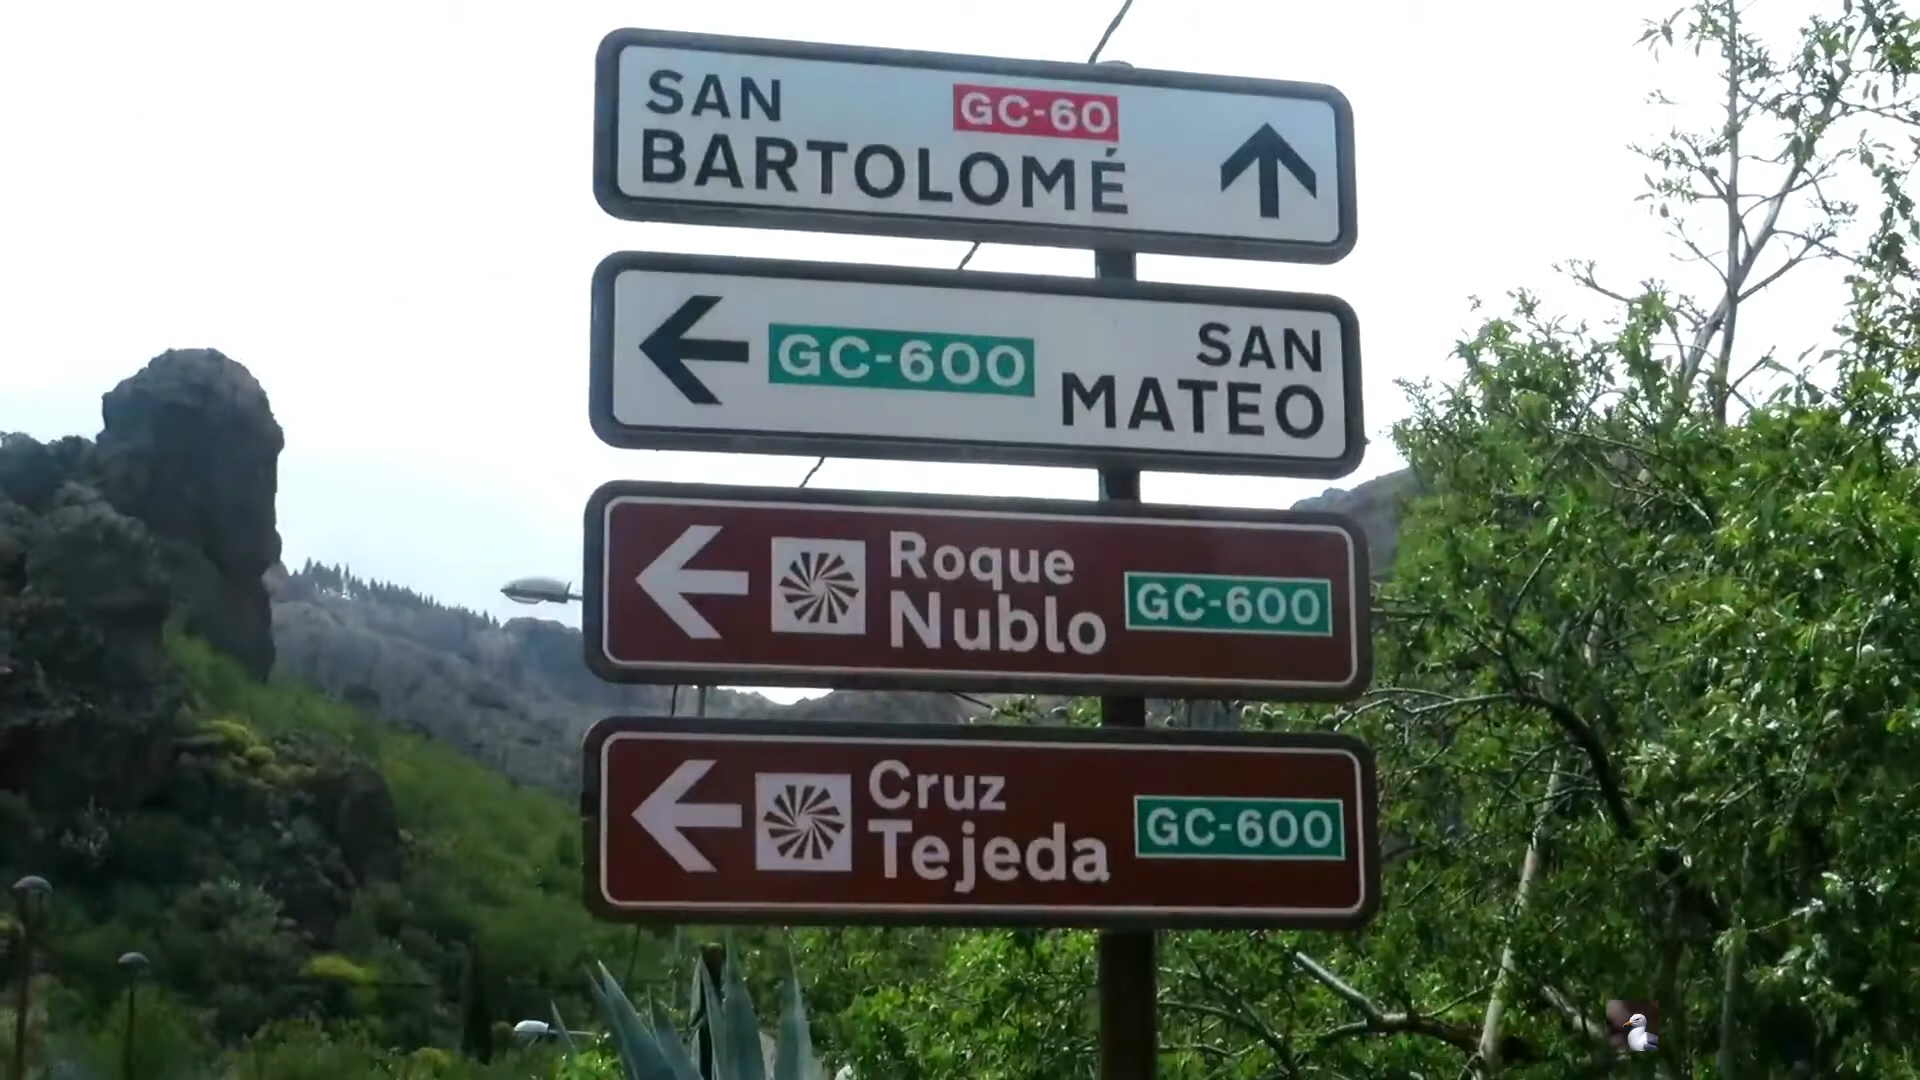 SAN GC-60
BARTOLOMÉ
GC-600 SAN
MATEO
Roque
Nublo GC-600
Cruz
Tejeda GC-600